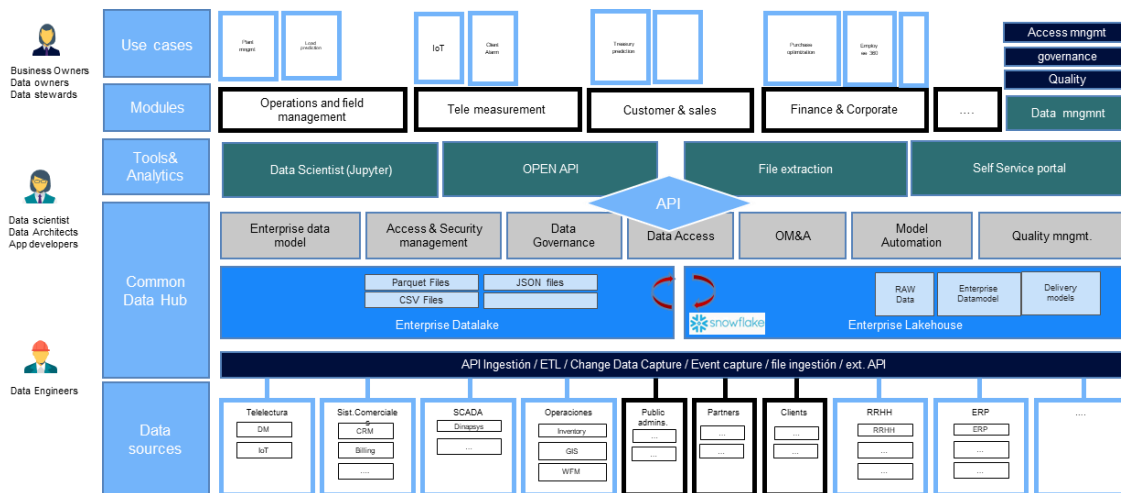 Business Owners
Data owners
Data stewards
Use cases
Plant
mngmt
Load
prediction
IoT
Client
Alarm
Treasury
prediction
Purchase
optimization
Employ
ee 360
Access mngmt
governance
Quality
Modules
Operations and field
management
Tele measurement
Customer & sales
Finance & Corporate
....
Data mngmnt
Data scientist
Data Architects
App developers
Tools&
Analytics
Data Scientist (Jupyter)
OPEN API
File extraction
Self Service portal
API
Common
Data Hub
Enterprise data
model
Access & Security
management
Data
Governance
Data Access
OM&A
Model
Automation
Quality mngmt.
Parquet Files
JSON files
CSV Files
Enterprise Datalake
RAW
Data
Enterprise
Datamodel
Delivery
models
snowflake
Enterprise Lakehouse
Data Engineers
API Ingestión / ETL / Change Data Capture / Event capture / file ingestión / ext. API
Data
sources
Telelectura
DM
IoT
Sist.Comerciale
s
CRM
Billing
....
SCADA
Dinapsys
...
Operaciones
Inventory
GIS
WFM
Public
admins.
...
...
Partners
...
...
Clients
...
...
RRHH
RRHH
...
...
ERP
ERP
...
...
....